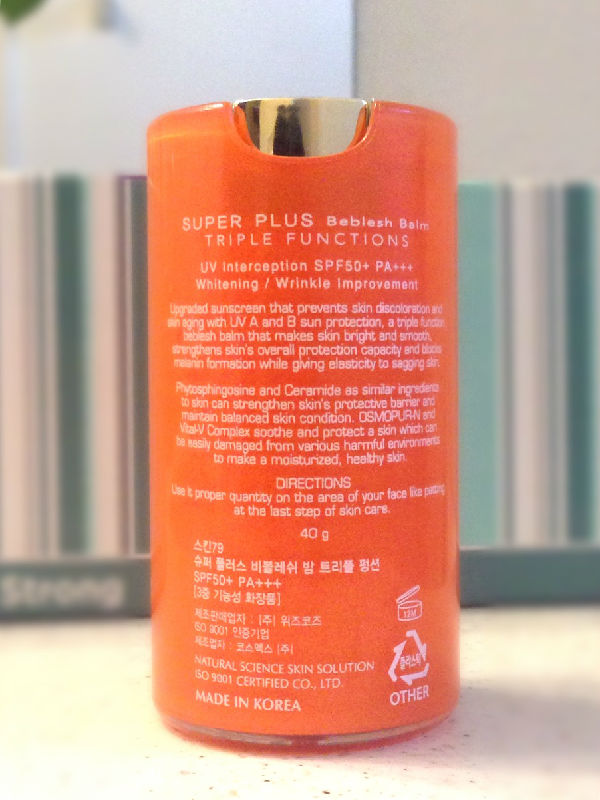 SUPER PLUS Beblesh Balm
TRIPLE FUNCTIONS
UV Interception SPF50+ PA+++
Whitening / Wrinkle Improvement
Upgraded sunscreen that prevents skin discoloration and
skin aging with UV A and B sun protection, a triple function
beblesh balm that makes skin bright and smooth,
strengthens skin's overall protection capacity and blocks
melanin formation while giving elasticity to sagging skin.
Phytosphingosine and Ceramide as similar ingredients
to skin can strengthen skin's protective barrier and
maintain balanced skin condition. OSMOPUR-N and
Vital-V Complex soothe and protect a skin which can
be easily damaged from various harmful environments
to make a moisturized, healthy skin.
DIRECTIONS
Use it proper quantity on the area of your face like patting
at the last step of skin care.
40 g
스킨79
슈퍼 플러스 비블레쉬 밤 트리플 펑션
SPF50+ PA+++
[3중 기능성 화장품]
제조판매업자 : (주) 위즈코즈
ISO 9001 인증기업
제조업자 : 코스멕스 (주)
NATURAL SCIENCE SKIN SOLUTION
ISO 9001 CERTIFIED CO., LTD.
MADE IN KOREA
12M
플라스틱
OTHER
Strong